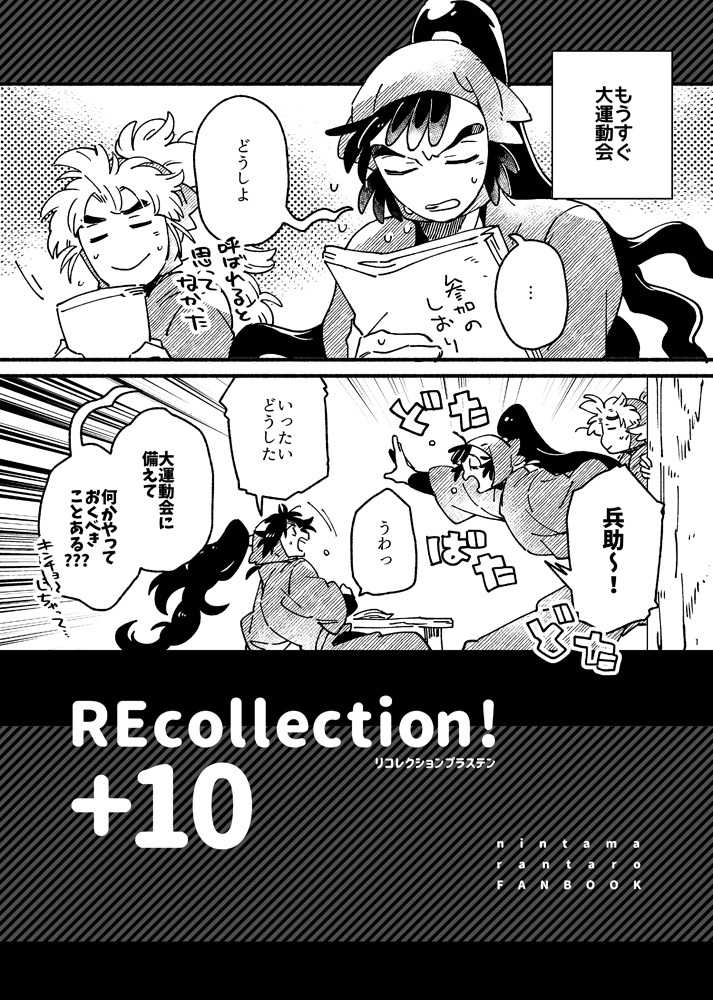 もうすぐ
大運動会
…
参加の
しおり
どうしよ
呼ばれると
思って
なかった
どたっ
兵助〜！
ばたっ
どたっ
うわっ
いったい
どうした
大運動会に
備えて
何かやって
おくべき
ことある???
キンチョ〜
しちゃって…
REcollection!
リコレクションプラステン
+10
nintama
rantaro
FANBOOK